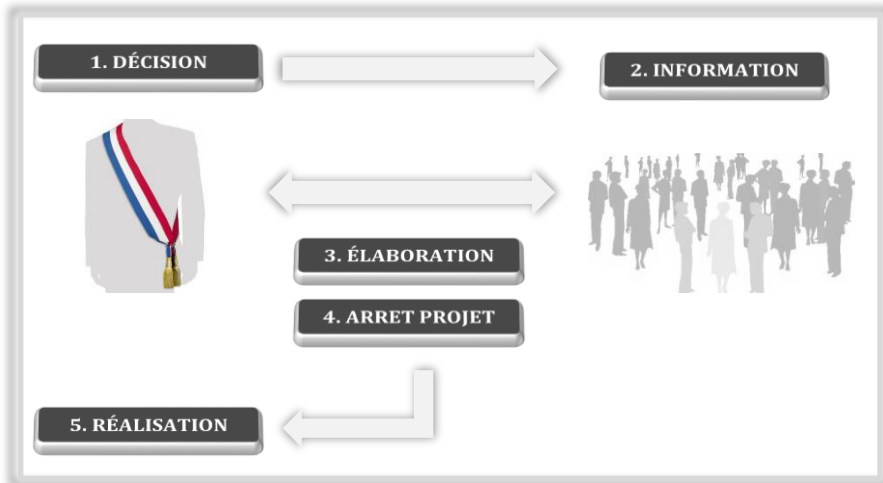 1. DÉCISION
2. INFORMATION
3. ÉLABORATION
4. ARRET PROJET
5. RÉALISATION